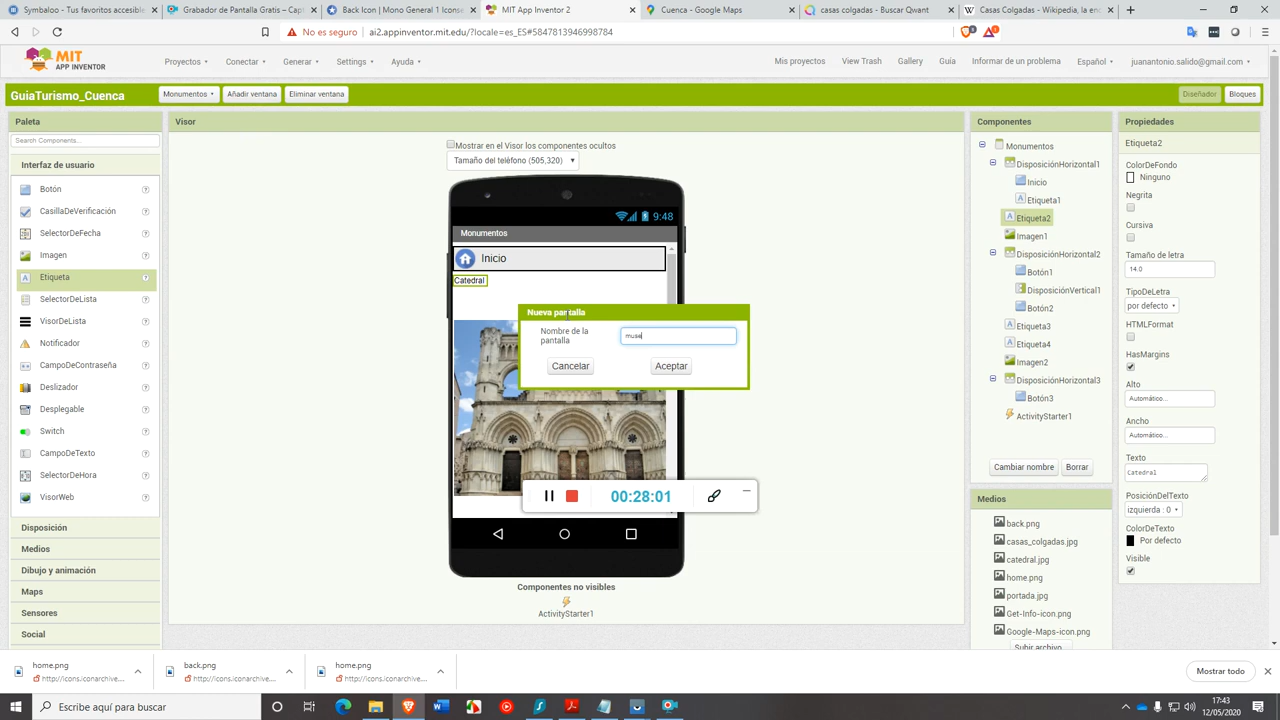 Symbaloo - Tus favoritos accesible
Grabador de Pantalla Gratis – Cap
Back Icon | Mono General 1 Iconse
MIT App Inventor 2
Cuenca - Google Maps
casas colgadas - Buscar Qwant
Casas Colgadas - Wikipedia, la en
No es seguro
ai2.appinventor.mit.edu/?locale=es_ES#5847813946998784
MIT
APP INVENTOR
Proyectos
Conectar
Generar
Settings
Ayuda
Mis proyectos
View Trash
Gallery
Guía
Informar de un problema
Español
juanantonio.salido@gmail.com
GuiaTurismo_Cuenca
Monumentos
Añadir ventana
Eliminar ventana
Diseñador
Bloques
Paleta
Visor
Componentes
Propiedades
Search Components...
Interfaz de usuario
Botón
CasillaDeVerificación
SelectorDeFecha
Imagen
Etiqueta
SelectorDeLista
VisorDeLista
Notificador
CampoDeContraseña
Deslizador
Desplegable
Switch
CampoDeTexto
SelectorDeHora
VisorWeb
Disposición
Medios
Dibujo y animación
Maps
Sensores
Social
Mostrar en el Visor los componentes ocultos
Tamaño del teléfono (505,320)
9:48
Monumentos
Inicio
Catedral
Nueva pantalla
Nombre de la
pantalla
muse
Cancelar
Aceptar
00:28:01
Componentes no visibles
ActivityStarter1
Monumentos
DisposiciónHorizontal1
Inicio
Etiqueta1
Etiqueta2
Imagen1
DisposiciónHorizontal2
Botón1
DisposiciónVertical1
Botón2
Etiqueta3
Etiqueta4
Imagen2
DisposiciónHorizontal3
Botón3
ActivityStarter1
Cambiar nombre
Borrar
Medios
back.png
casas_colgadas.jpg
catedral.jpg
home.png
portada.jpg
Get-Info-icon.png
Google-Maps-icon.png
Subir archivo
Etiqueta2
ColorDeFondo
Ninguno
Negrita
Cursiva
Tamaño de letra
14.0
TipoDeLetra
por defecto
HTMLFormat
HasMargins
Alto
Automático...
Ancho
Automático...
Texto
Catedral
PosiciónDelTexto
izquierda : 0
ColorDeTexto
Por defecto
Visible
home.png
http://icons.iconarchive....
back.png
http://icons.iconarchive....
home.png
http://icons.iconarchive....
Mostrar todo
Escribe aquí para buscar
17:43
12/05/2020